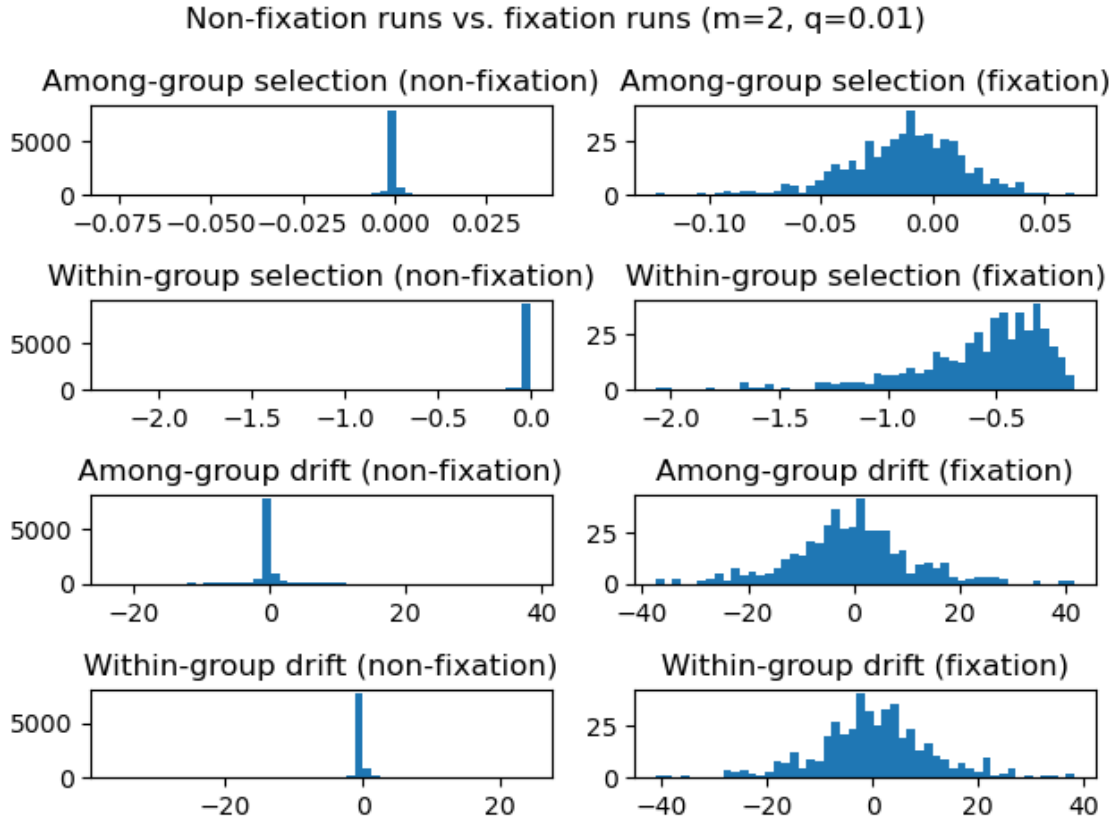 Non-fixation runs vs. fixation runs (m=2, q=0.01)
Among-group selection (non-fixation) Among-group selection (fixation)
5000
0
−0.075 −0.050 −0.025 0.000 0.025
25
0
−0.10 −0.05 0.00 0.05
Within-group selection (non-fixation) Within-group selection (fixation)
5000
0
−2.0 −1.5 −1.0 −0.5 0.0
25
0
−2.0 −1.5 −1.0 −0.5
Among-group drift (non-fixation) Among-group drift (fixation)
5000
0
−20 0 20 40
25
0
−40 −20 0 20 40
Within-group drift (non-fixation) Within-group drift (fixation)
5000
0
−20 0 20
25
0
−40 −20 0 20 40